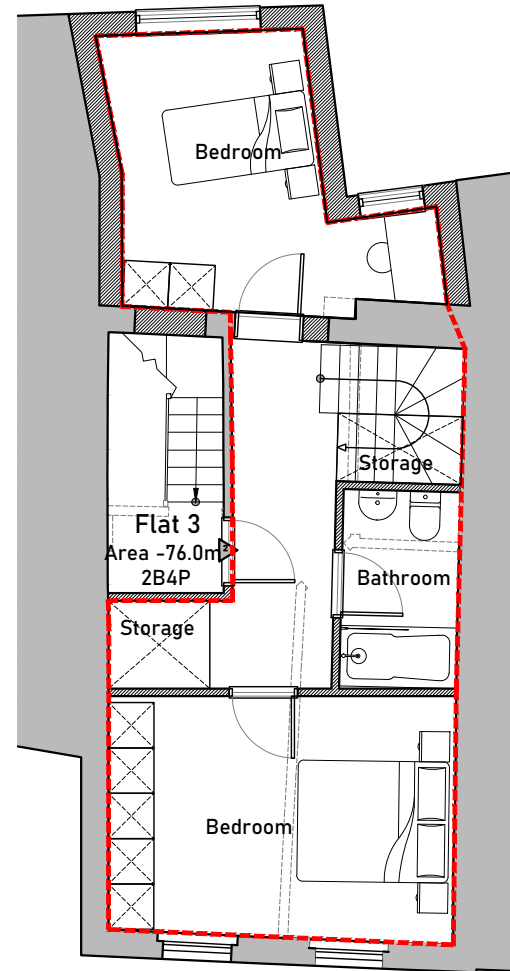 Bedroom
Storage
Flat 3
Area -76.0m²
2B4P
Bathroom
Storage
Bedroom